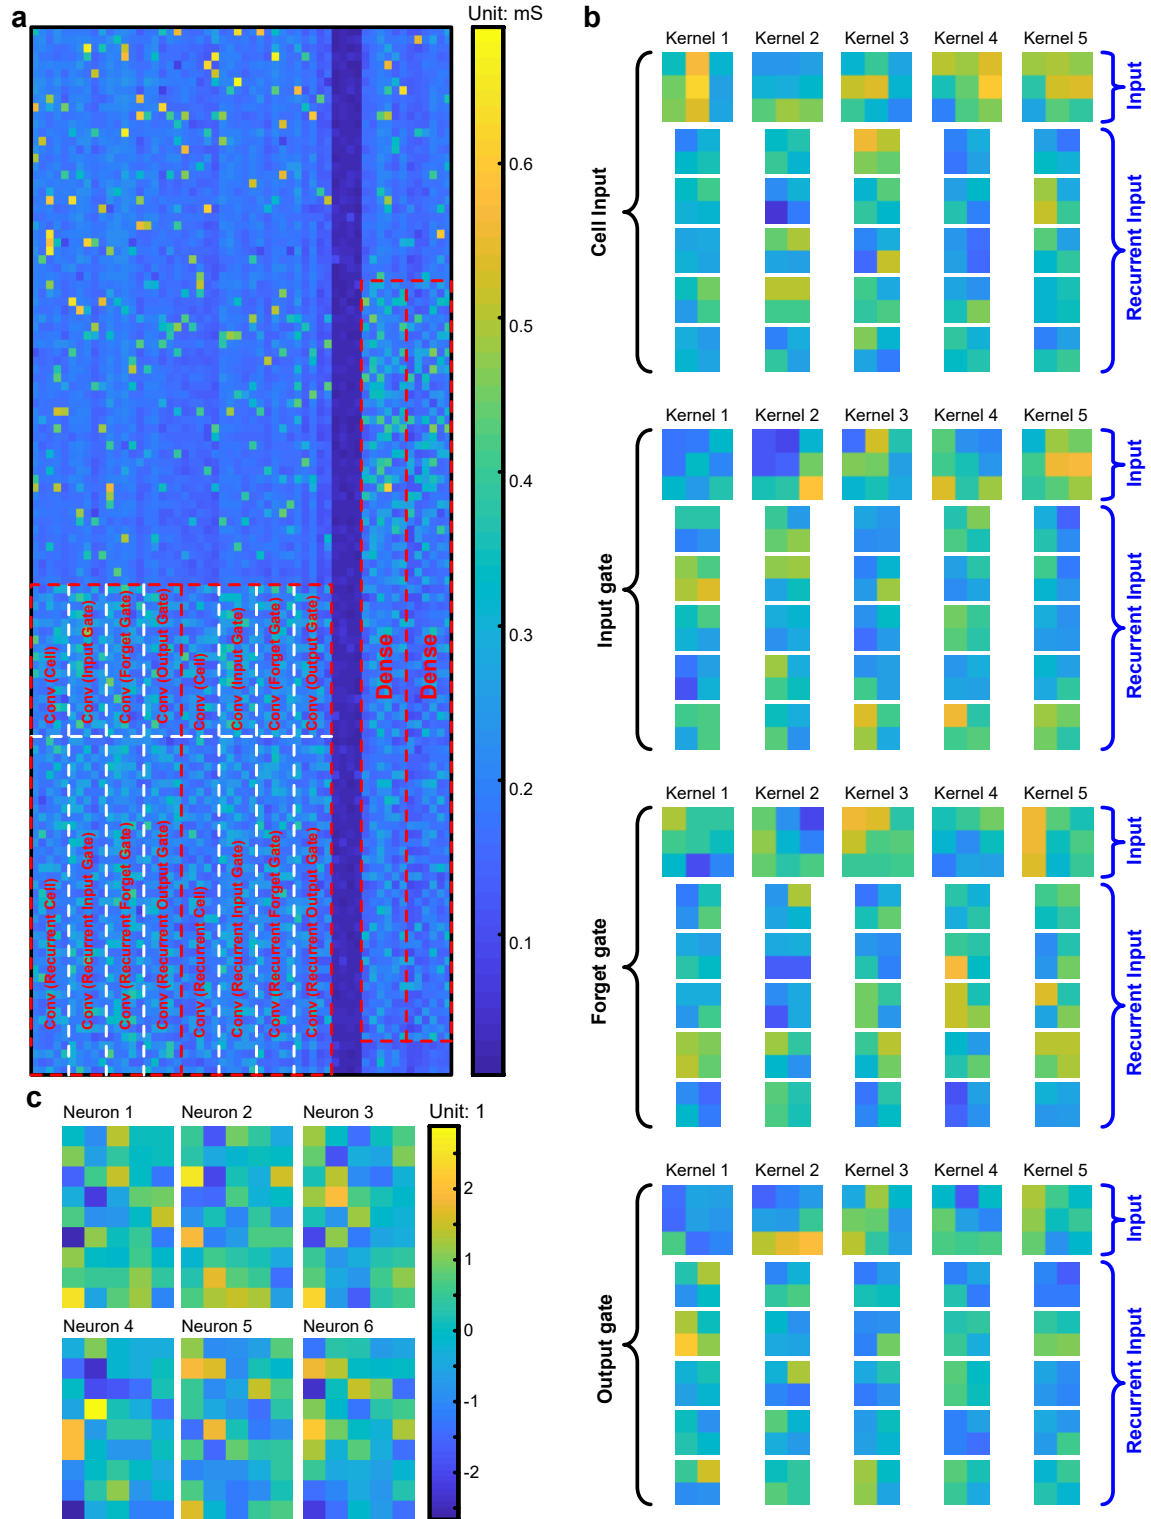 a
Unit: mS
0.6
0.5
0.4
0.3
0.2
0.1
Conv (Cell)
Conv (Input Gate)
Conv (Forget Gate)
Conv (Output Gate)
Conv (Cell)
Conv (Input Gate)
Conv (Forget Gate)
Conv (Output Gate)
Conv (Recurrent Cell)
Conv (Recurrent Input Gate)
Conv (Recurrent Forget Gate)
Conv (Recurrent Output Gate)
Conv (Recurrent Cell)
Conv (Recurrent Input Gate)
Conv (Recurrent Forget Gate)
Conv (Recurrent Output Gate)
Dense
Dense
b
Kernel 1 Kernel 2 Kernel 3 Kernel 4 Kernel 5
Cell Input
Input
Recurrent Input
Kernel 1 Kernel 2 Kernel 3 Kernel 4 Kernel 5
Input gate
Input
Recurrent Input
Kernel 1 Kernel 2 Kernel 3 Kernel 4 Kernel 5
Forget gate
Input
Recurrent Input
Kernel 1 Kernel 2 Kernel 3 Kernel 4 Kernel 5
Output gate
Input
Recurrent Input
c
Neuron 1 Neuron 2 Neuron 3
Unit: 1
Neuron 4 Neuron 5 Neuron 6
2
1
0
-1
-2